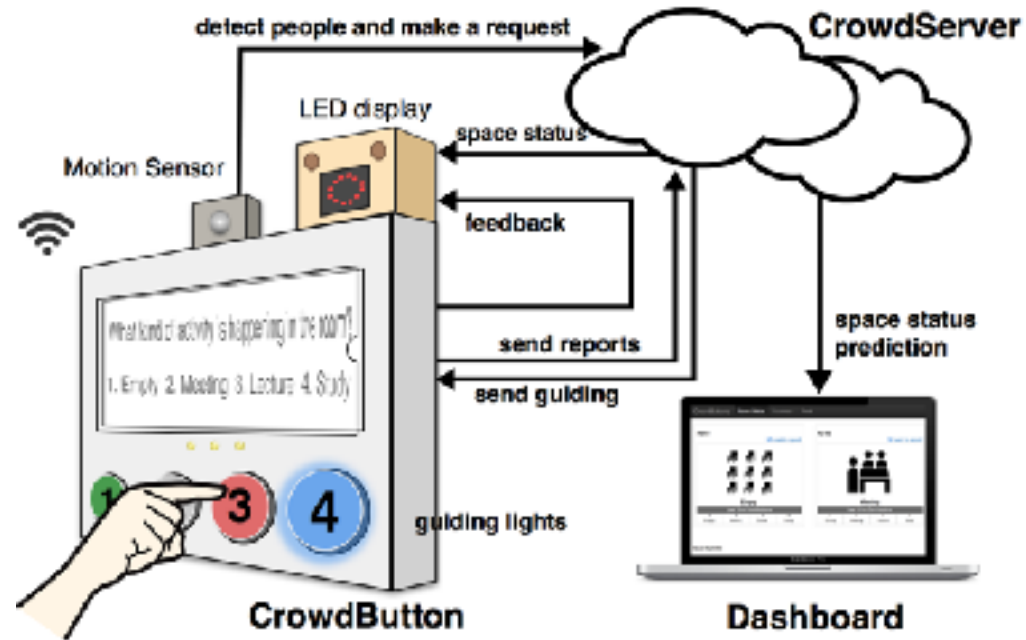 detect people and make a request
CrowdServer
LED display
space status
Motion Sensor
feedback
What kind of activity is happening in the room?
space status
prediction
send reports
1. Empty 2. Meeting 3. Lecture 4. Study
send guiding
1
3
4
guiding lights
CrowdButton
Dashboard